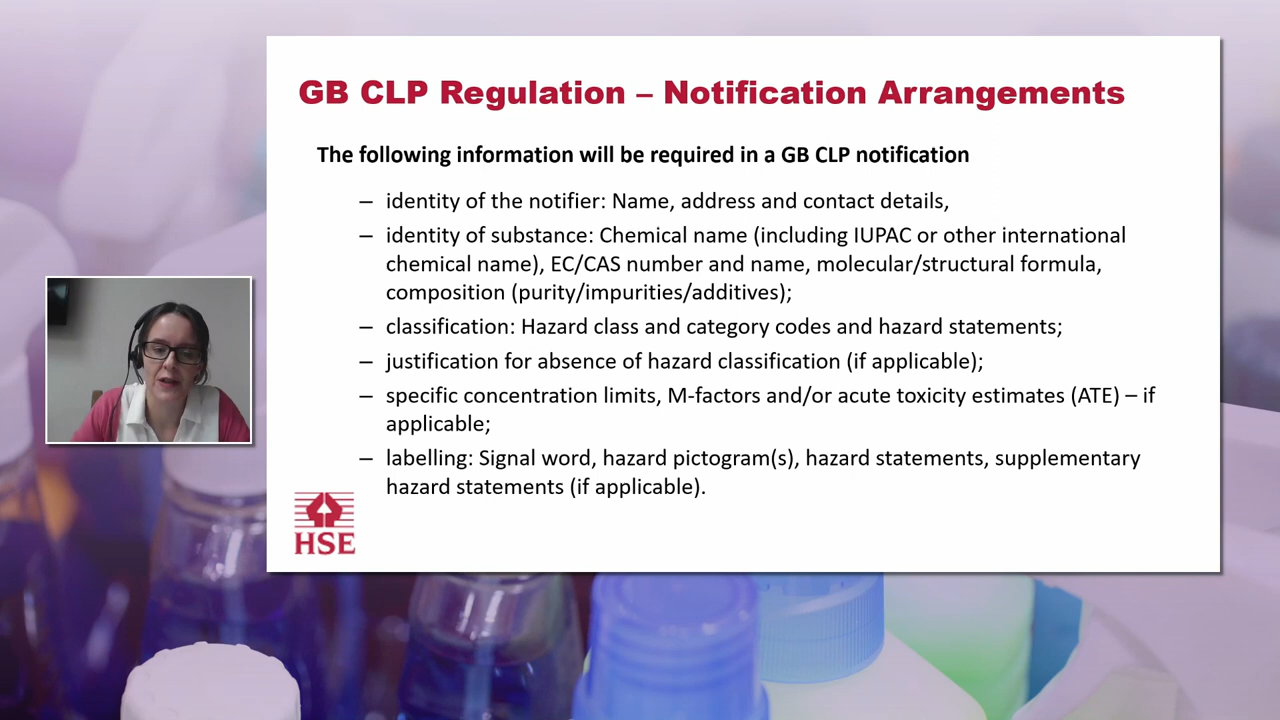 GB CLP Regulation – Notification Arrangements
The following information will be required in a GB CLP notification
– identity of the notifier: Name, address and contact details,
– identity of substance: Chemical name (including IUPAC or other international
chemical name), EC/CAS number and name, molecular/structural formula,
composition (purity/impurities/additives);
– classification: Hazard class and category codes and hazard statements;
– justification for absence of hazard classification (if applicable);
– specific concentration limits, M-factors and/or acute toxicity estimates (ATE) – if
applicable;
– labelling: Signal word, hazard pictogram(s), hazard statements, supplementary
hazard statements (if applicable).
HSE